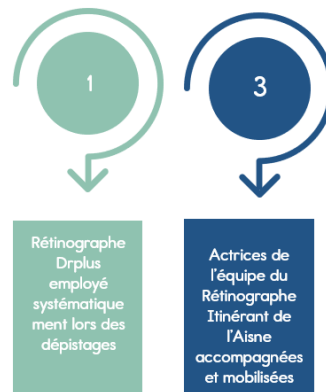 1
Rétinographe
Drplus
employé
systématique
ment lors des
dépistages
3
Actrices de
l'équipe du
Rétinographe
Itinérant de
l'Aisne
accompagnées
et mobilisées